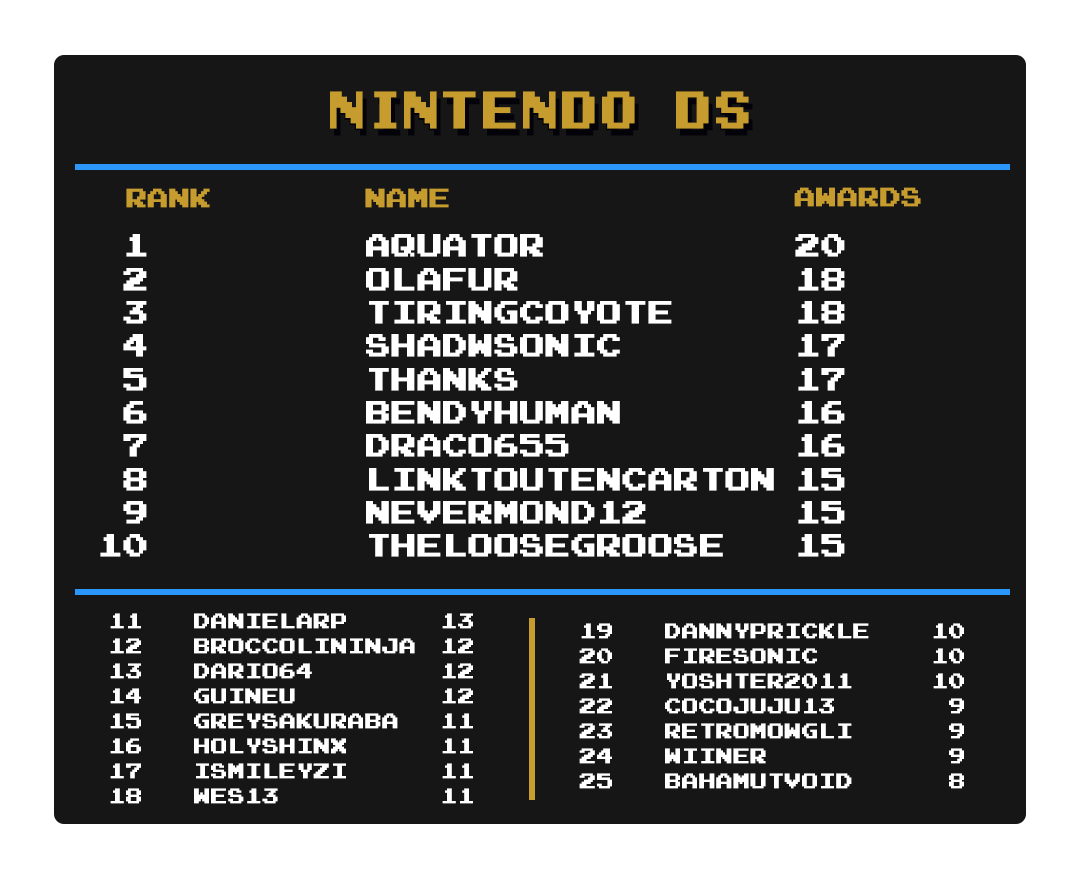 NINTENDO DS
RANK NAME AWARDS
1 AQUATOR 20
2 OLAFUR 18
3 TIRINGCOYOTE 18
4 SHADWSONIC 17
5 THANKS 17
6 BENDYHUMAN 16
7 DRACO655 16
8 LINKTOUTENCARTON 15
9 NEVERMOND12 15
10 THELOOSEGROOSE 15
11 DANIELARP 13
12 BROCCOLININJA 12
13 DARIO64 12
14 GUINEU 12
15 GREYSAKURABA 11
16 HOLYSHINX 11
17 ISMILEYZI 11
18 WES13 11
19 DANNYPRICKLE 10
20 FIRESONIC 10
21 YOSHTER2011 10
22 COCOJUJU13 9
23 RETROMOWGLI 9
24 WIINER 9
25 BAHAMUTVOID 8